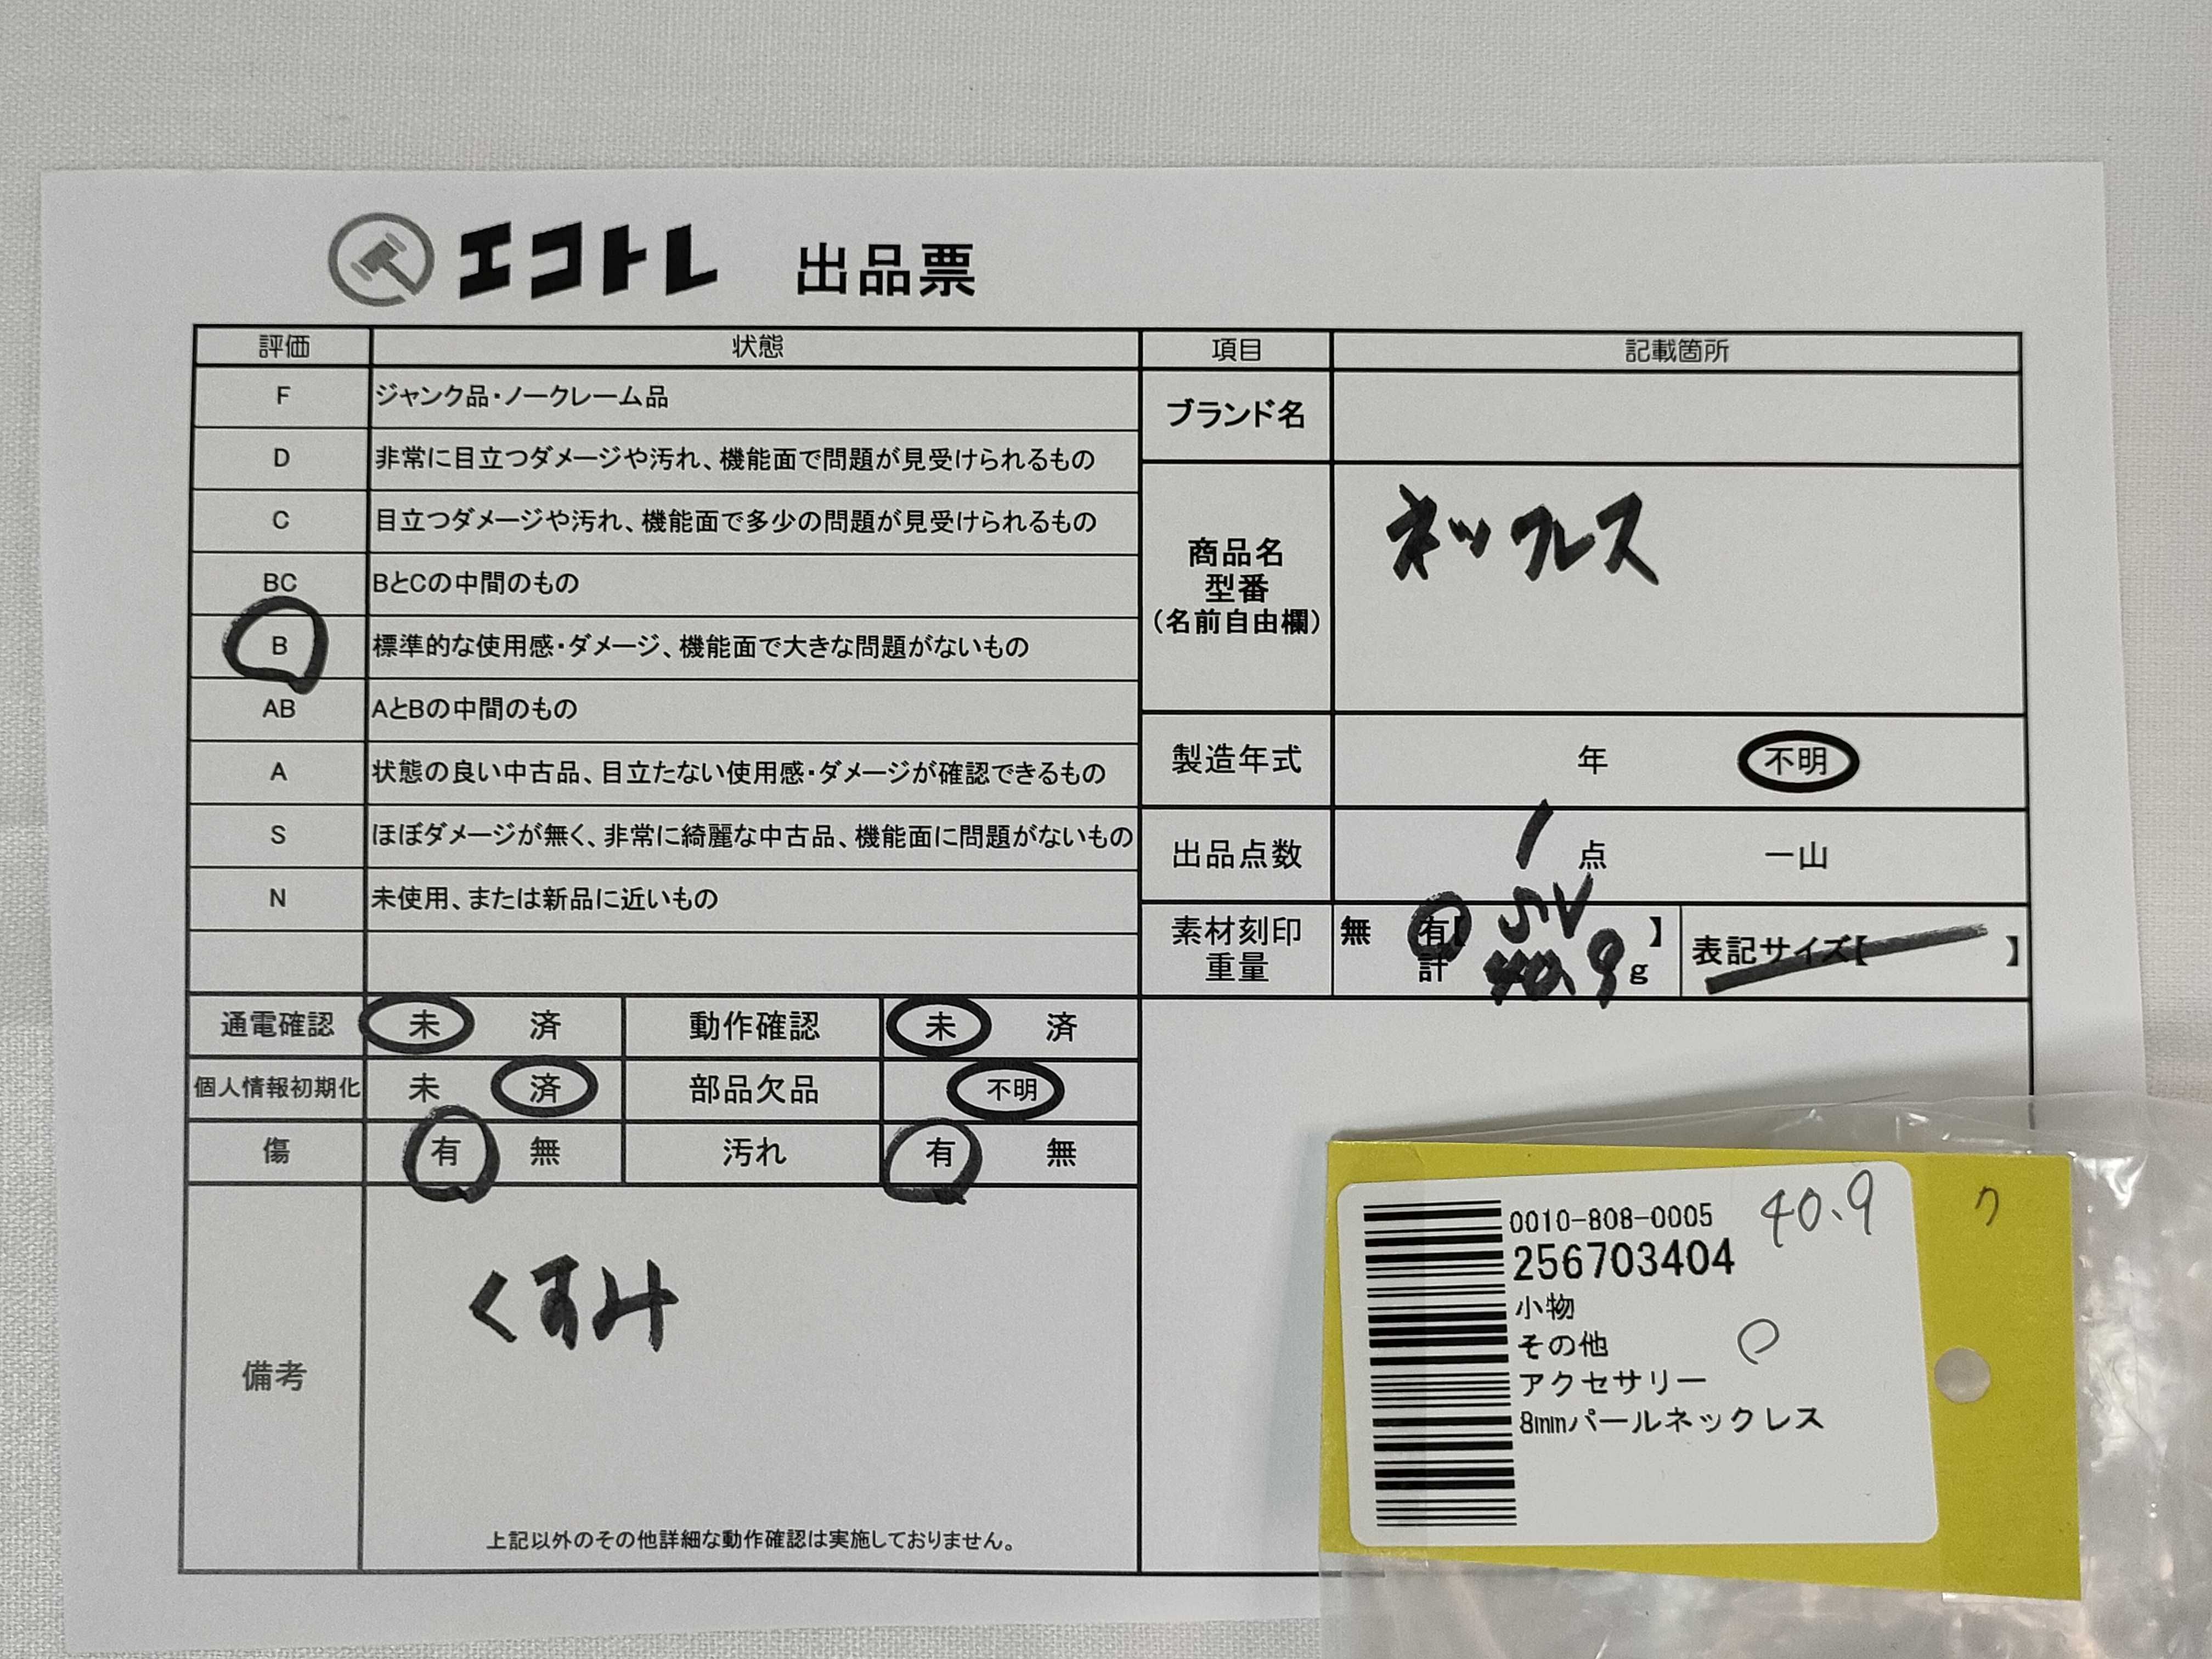 エコトレ 出品票
評価 状態
F ジャンク品・ノークレーム品
D 非常に目立つダメージや汚れ、機能面で問題が見受けられるもの
C 目立つダメージや汚れ、機能面で多少の問題が見受けられるもの
BC BとCの中間のもの
B 標準的な使用感・ダメージ、機能面で大きな問題がないもの
AB AとBの中間のもの
A 状態の良い中古品、目立たない使用感・ダメージが確認できるもの
S ほぼダメージが無く、非常に綺麗な中古品、機能面に問題がないもの
N 未使用、または新品に近いもの
項目 記載箇所
ブランド名
商品名
型番
(名前自由欄)
ネックレス
製造年式 年 不明
出品点数 1 点 一山
素材刻印
重量
無 有【 SV 】
計 40.9 g
表記サイズ【 】
通電確認 未 済 動作確認 未 済
個人情報初期化 未 済 部品欠品 不明
傷 有 無 汚れ 有 無
備考
くすみ
上記以外のその他詳細な動作確認は実施しておりません。
0010-808-0005 40.9
256703404
小物
その他
アクセサリー
8mmパールネックレス